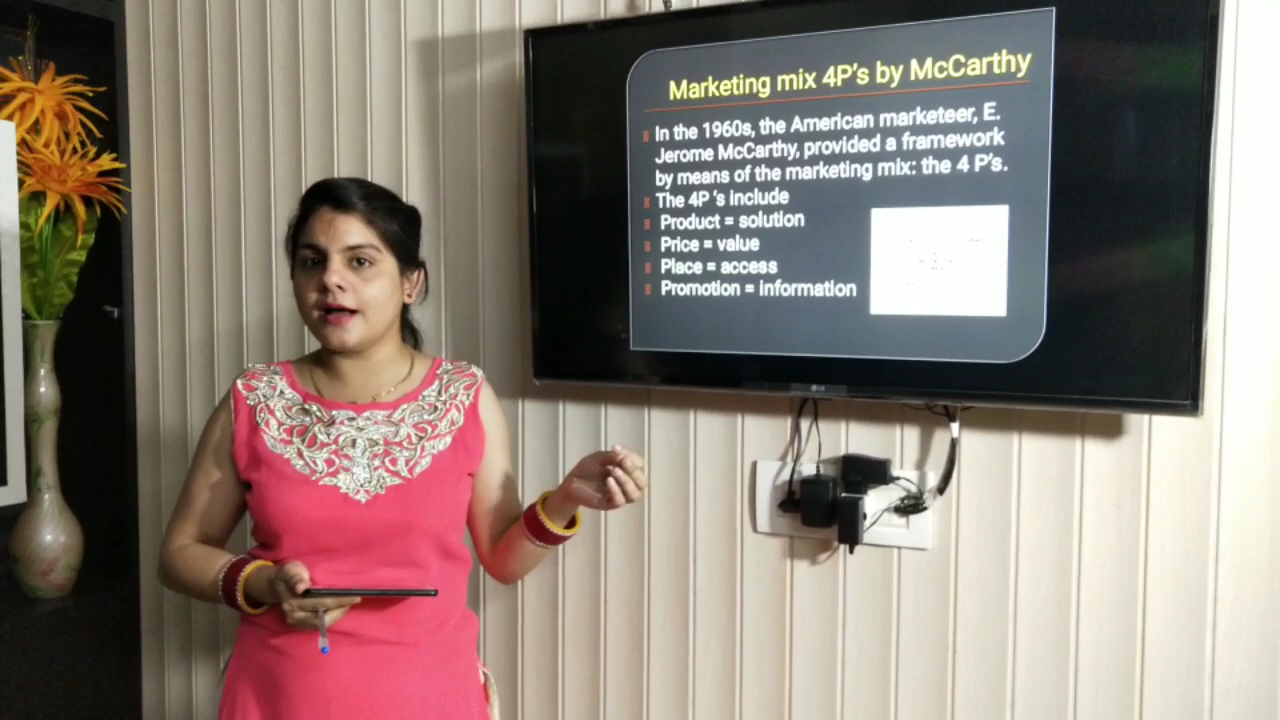 Marketing mix 4P's by McCarthy
In the 1960s, the American marketeer, E.
Jerome McCarthy, provided a framework
by means of the marketing mix: the 4 P's.
The 4P 's include
Product = solution
Price = value
Place = access
Promotion = information
LG